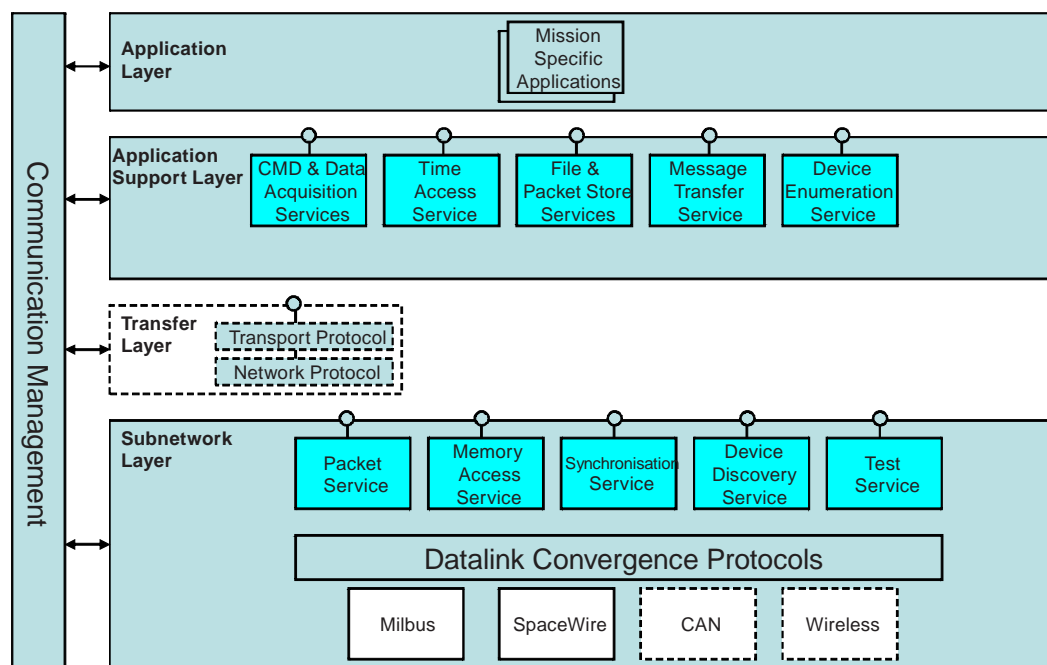 Communication Management
Application
Layer
Mission
Specific
Applications
Application
Support Layer
CMD & Data
Acquisition
Services
Time
Access
Service
File &
Packet Store
Services
Message
Transfer
Service
Device
Enumeration
Service
Transfer
Layer
Transport Protocol
Network Protocol
Subnetwork
Layer
Packet
Service
Memory
Access
Service
Synchronisation
Service
Device
Discovery
Service
Test
Service
Datalink Convergence Protocols
Milbus
SpaceWire
CAN
Wireless